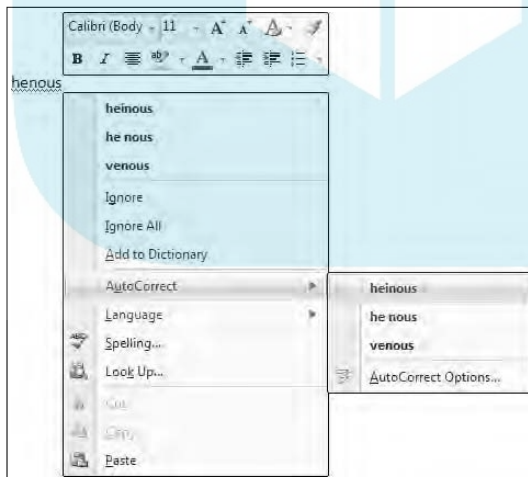 Calibri (Body 11 A A A
B I ab A
henous
heinous
he nous
venous
Ignore
Ignore All
Add to Dictionary
AutoCorrect
Language
Spelling...
Look Up...
Cut
Copy
Paste
heinous
he nous
venous
AutoCorrect Options...